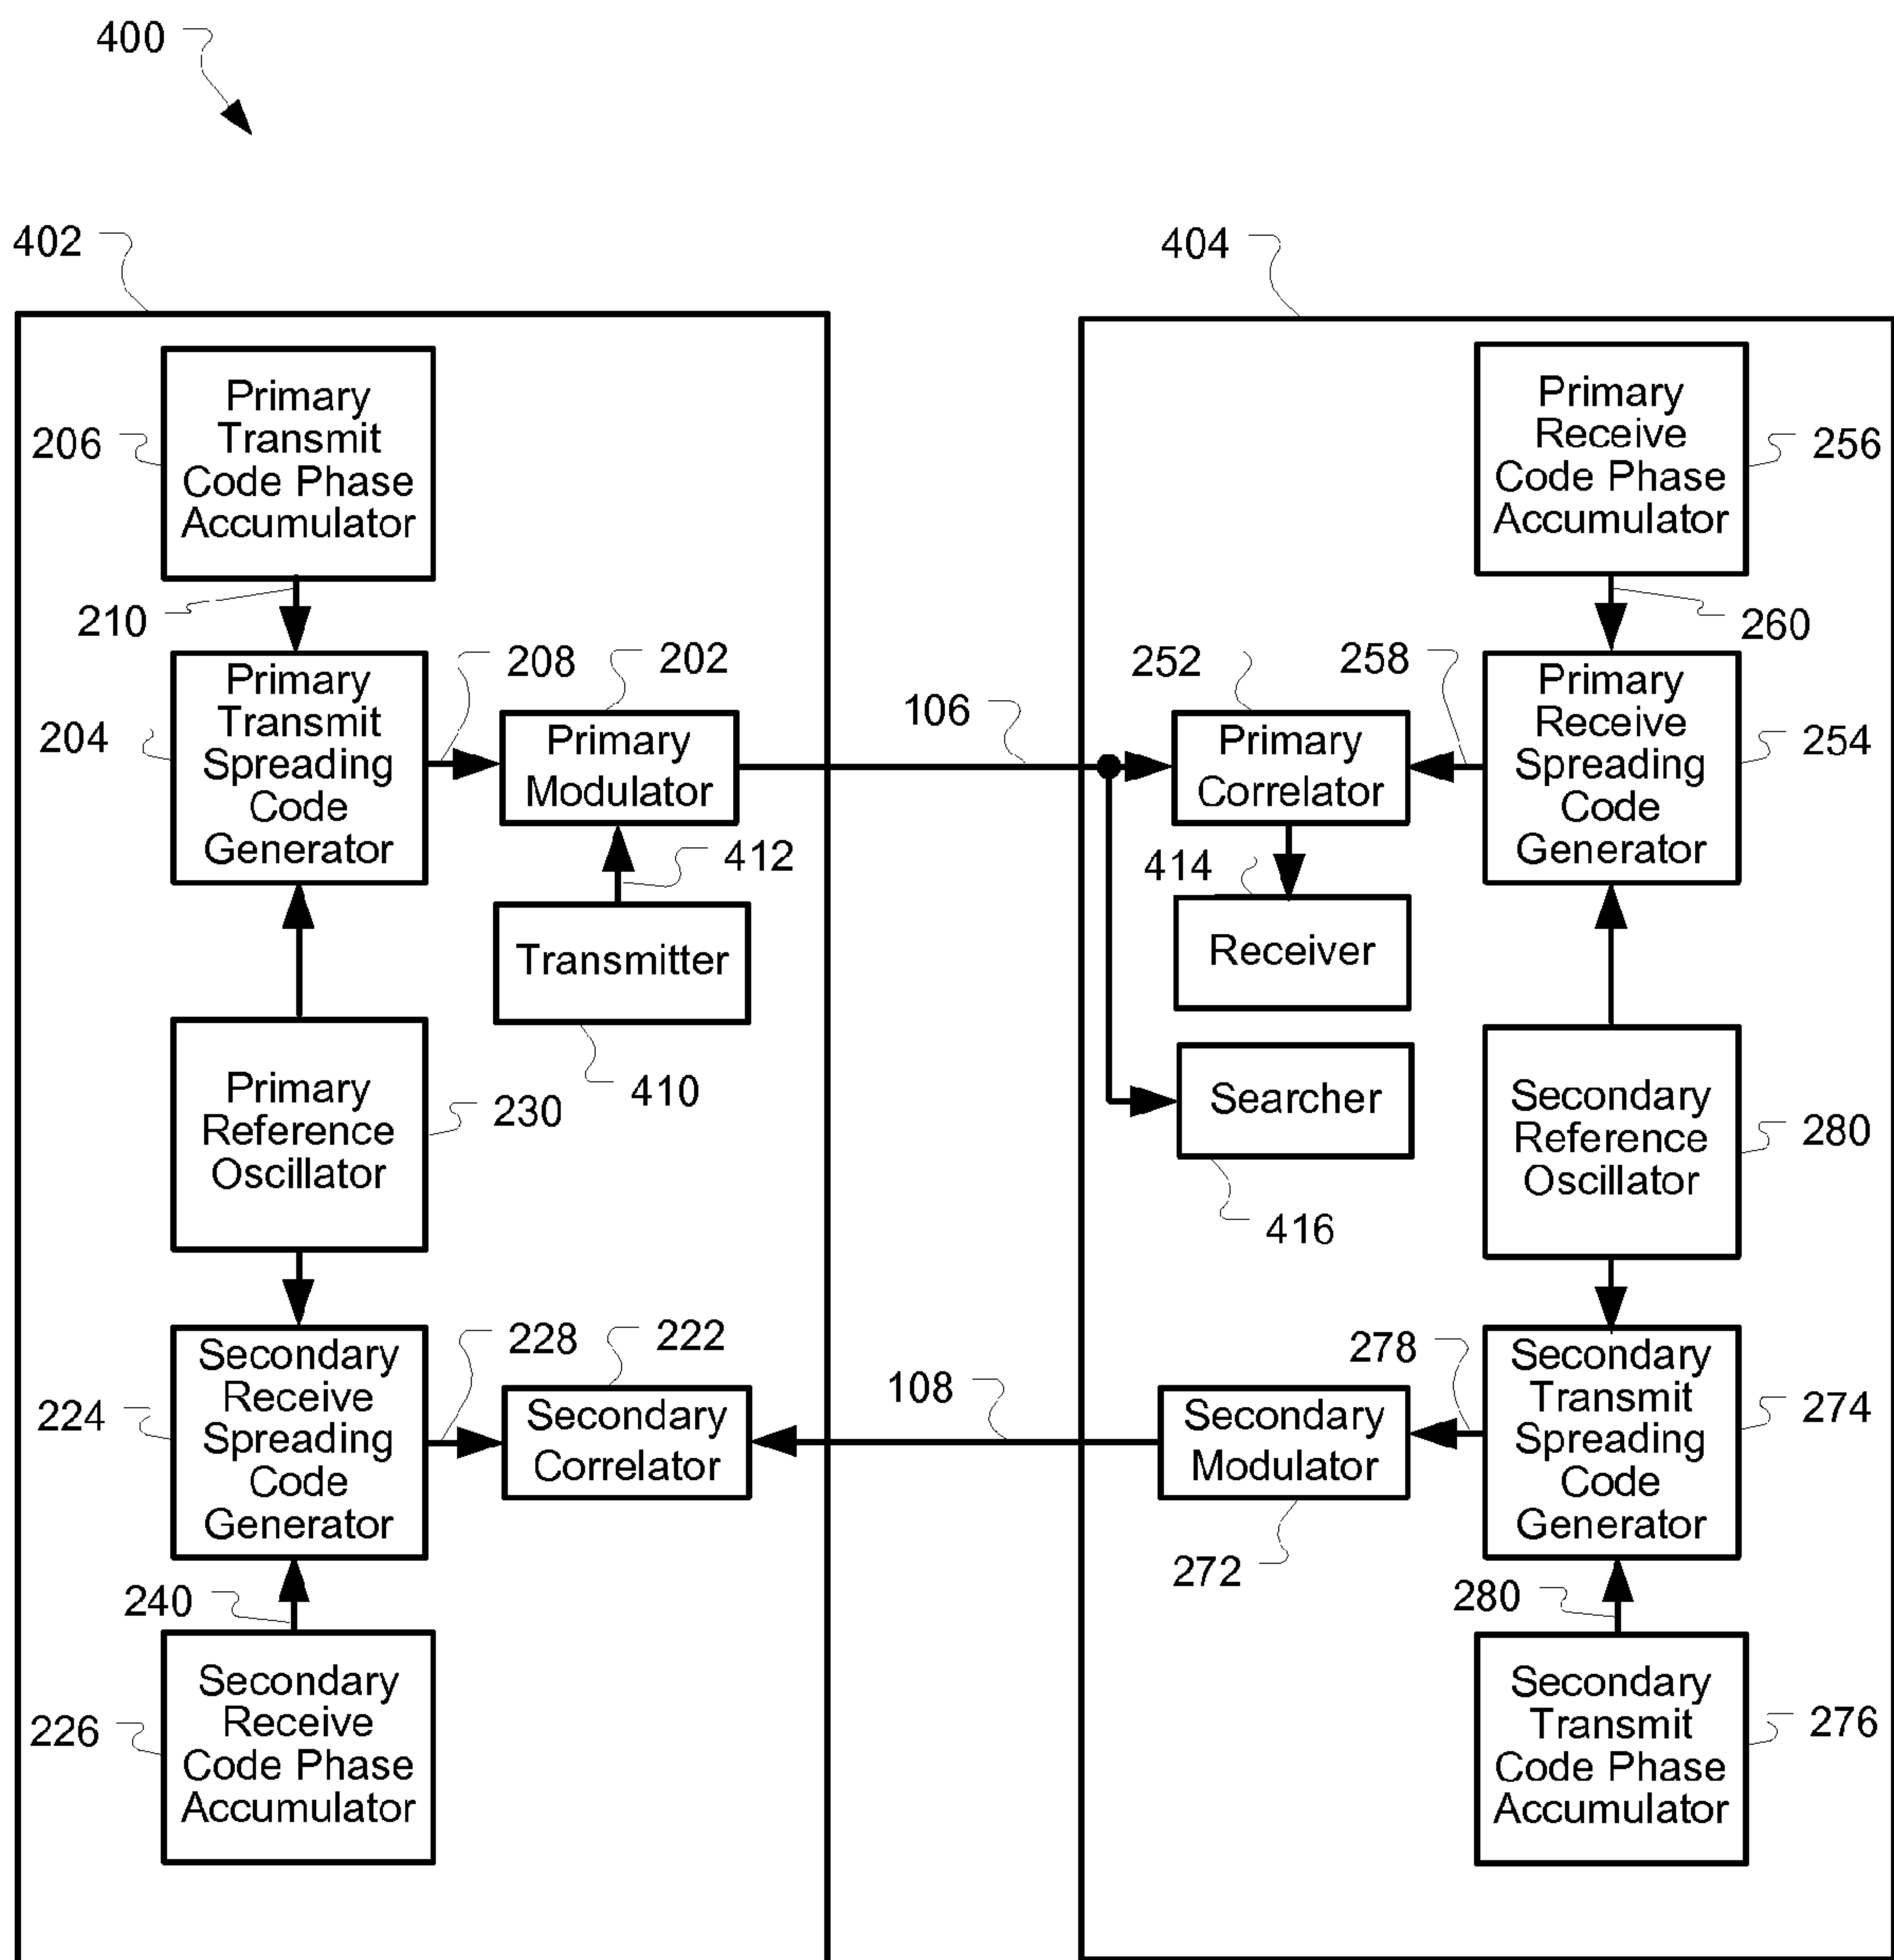 400
402
404
Primary
Transmit
Code Phase
Accumulator
206
Primary
Receive
Code Phase
Accumulator
256
210
260
Primary
Transmit
Spreading
Code
Generator
204
208
202
Primary
Modulator
106
252
Primary
Correlator
258
Primary
Receive
Spreading
Code
Generator
254
412
414
Transmitter
410
Receiver
Primary
Reference
Oscillator
230
Searcher
416
Secondary
Reference
Oscillator
280
Secondary
Receive
Spreading
Code
Generator
224
228
222
Secondary
Correlator
108
Secondary
Modulator
272
278
Secondary
Transmit
Spreading
Code
Generator
274
240
280
Secondary
Receive
Code Phase
Accumulator
226
Secondary
Transmit
Code Phase
Accumulator
276